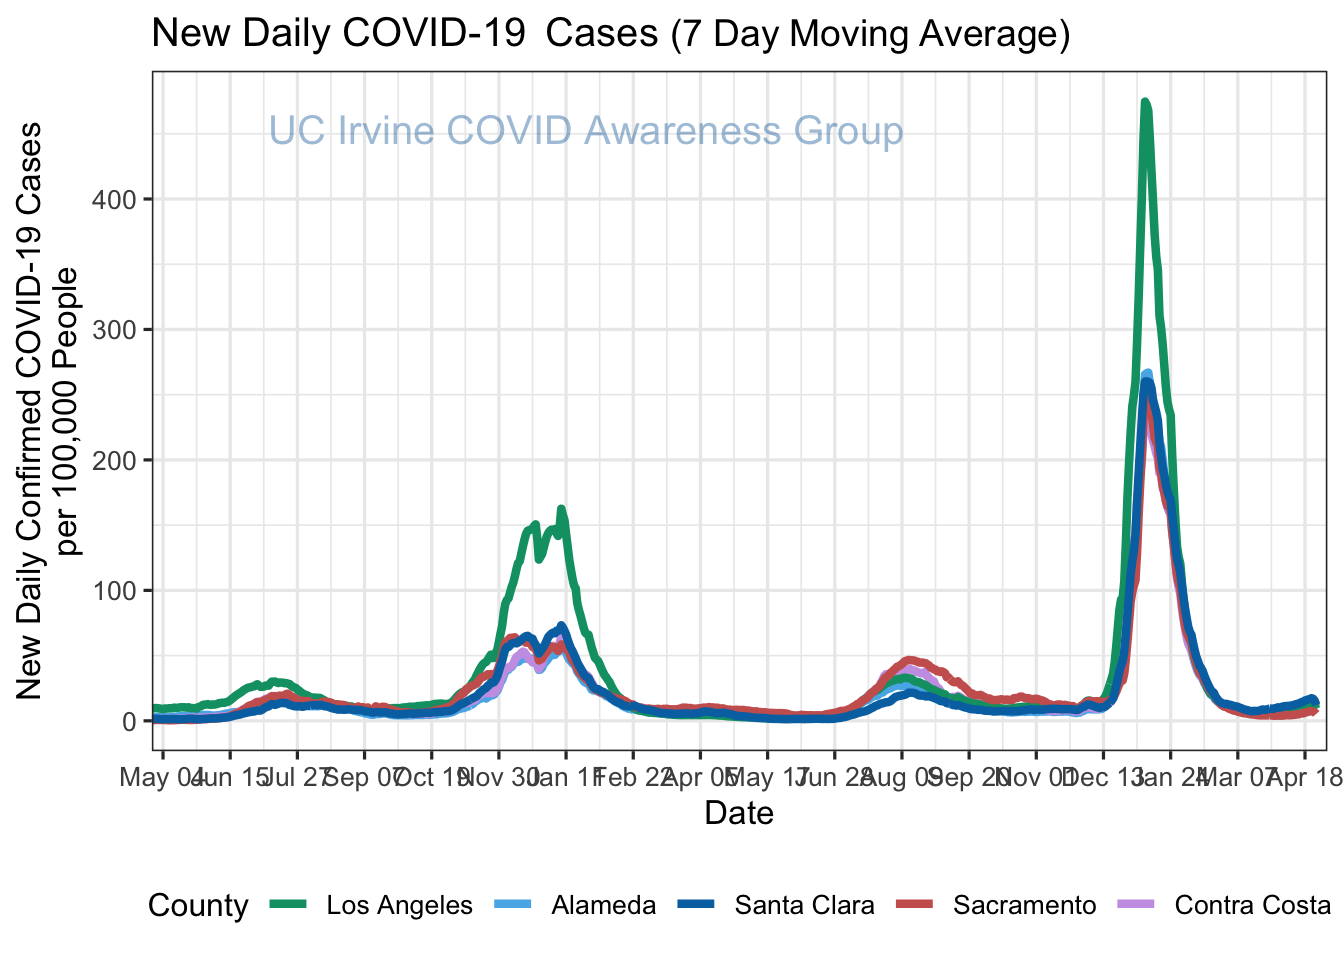 New Daily COVID-19 Cases (7 Day Moving Average)
UC Irvine COVID Awareness Group
New Daily Confirmed COVID-19 Cases
per 100,000 People
400
300
200
100
0
May 04 Jun 15 Jul 27 Sep 07 Oct 19 Nov 30 Jan 11 Feb 22 Apr 05 May 17 Jun 28 Aug 09 Sep 20 Nov 01 Dec 13 Jan 24 Mar 07 Apr 18
Date
County Los Angeles Alameda Santa Clara Sacramento Contra Costa